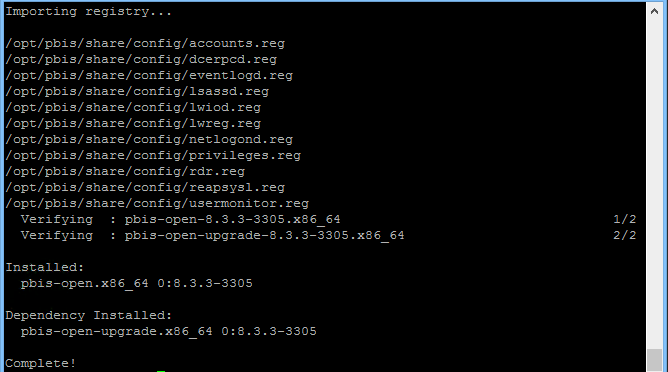 Importing registry...
/opt/pbis/share/config/accounts.reg
/opt/pbis/share/config/dcerpcd.reg
/opt/pbis/share/config/eventlogd.reg
/opt/pbis/share/config/lsassd.reg
/opt/pbis/share/config/lwiod.reg
/opt/pbis/share/config/lwreg.reg
/opt/pbis/share/config/netlogond.reg
/opt/pbis/share/config/privileges.reg
/opt/pbis/share/config/rdr.reg
/opt/pbis/share/config/reapsysl.reg
/opt/pbis/share/config/usermonitor.reg
  Verifying  : pbis-open-8.3.3-3305.x86_64 1/2
  Verifying  : pbis-open-upgrade-8.3.3-3305.x86_64 2/2
Installed:
  pbis-open.x86_64 0:8.3.3-3305
Dependency Installed:
  pbis-open-upgrade.x86_64 0:8.3.3-3305
Complete!